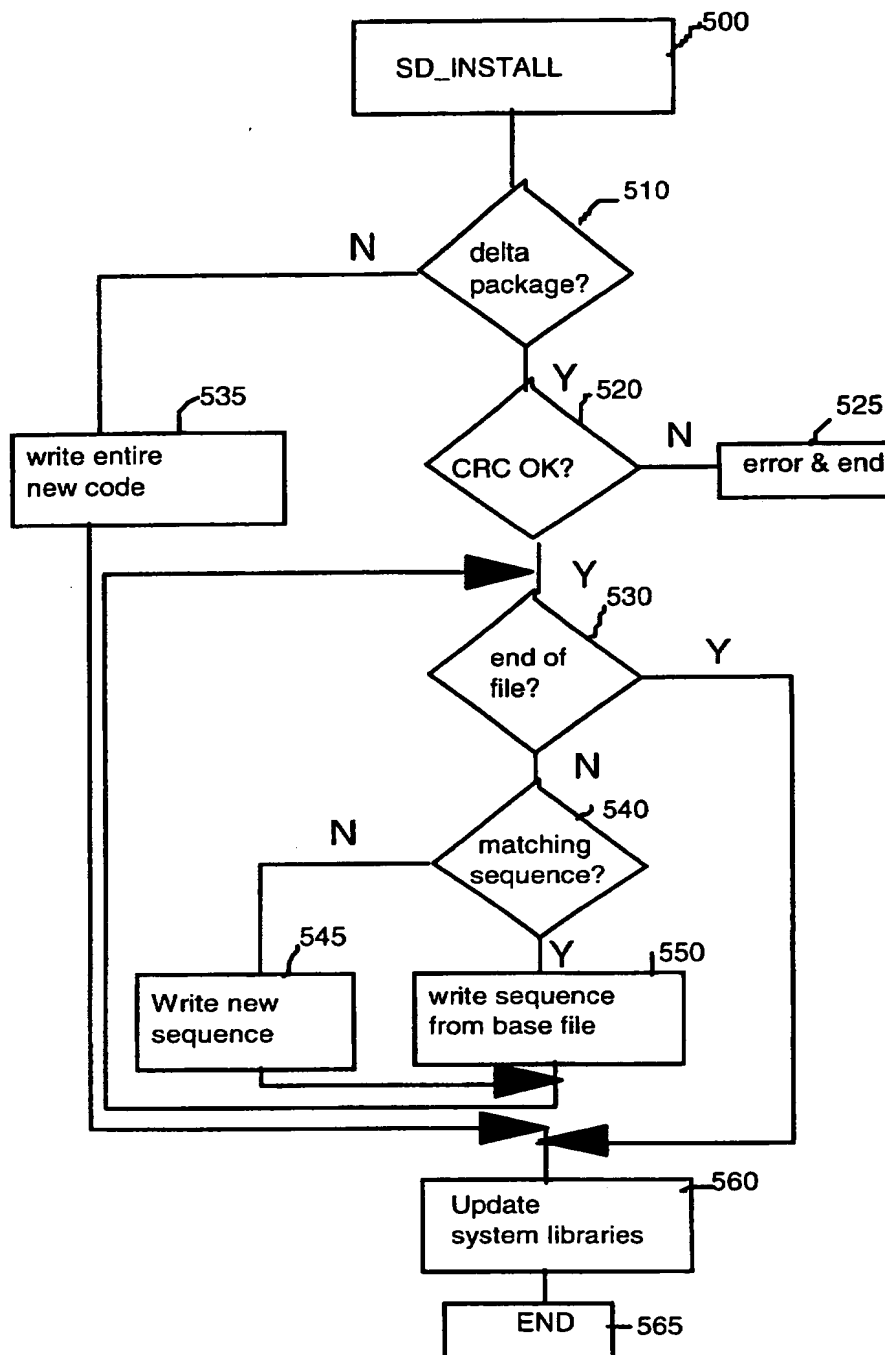 500
SD_INSTALL
510
N
delta
package?
Y
520
535
525
N
write entire
new code
CRC OK?
error & end
Y
530
end of
file?
Y
N
540
N
matching
sequence?
545
Y
550
Write new
sequence
write sequence
from base file
560
Update
system libraries
END
565